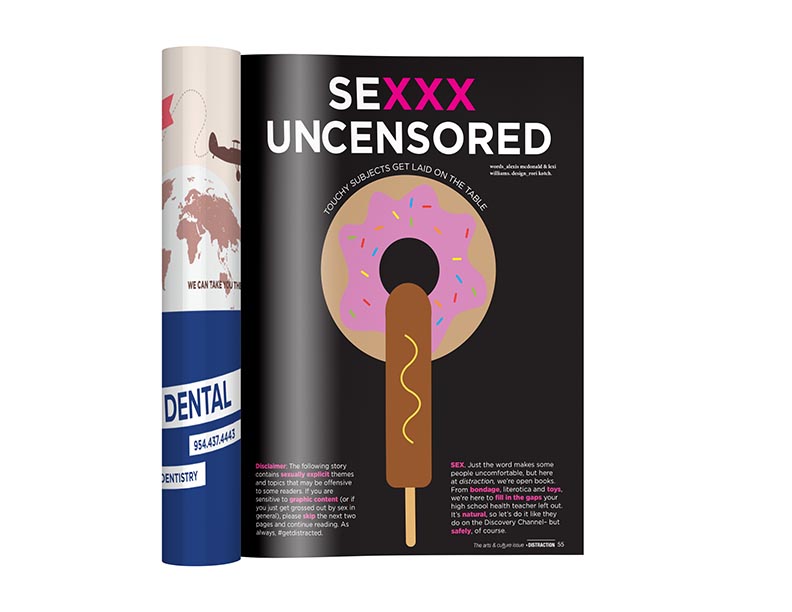 SEXXX
UNCENSORED
words_alexis mcdonald & lexi
williams. design_rori kotch.
TOUCHY SUBJECTS GET LAID ON THE TABLE
WE CAN TAKE YOU
DENTAL
954.437.4443
DENTISTRY
Disclaimer. The following story
contains sexually explicit themes
and topics that may be offensive
to some readers. If you are
sensitive to graphic content (or if
you just get grossed out by sex in
general), please skip the next two
pages and continue reading. As
always, #getdistracted.
SEX. Just the word makes some
people uncomfortable, but here
at distraction, we're open books.
From bondage, literotica and toys,
we're here to fill in the gaps your
high school health teacher left out.
It's natural, so let's do it like they
do on the Discovery Channel- but
safely, of course.
The arts & culture issue • DISTRACTION 55